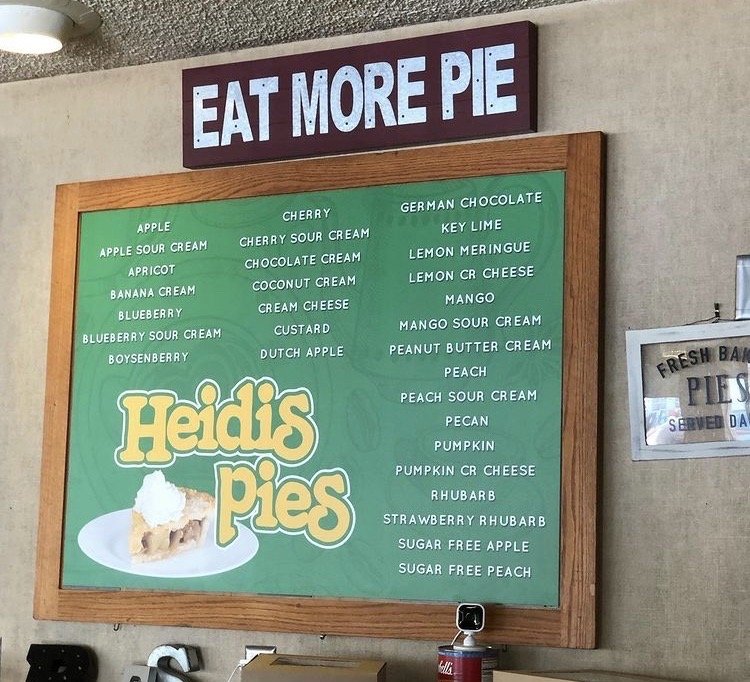 EAT MORE PIE
APPLE
APPLE SOUR CREAM
APRICOT
BANANA CREAM
BLUEBERRY
BLUEBERRY SOUR CREAM
BOYSENBERRY
CHERRY
CHERRY SOUR CREAM
CHOCOLATE CREAM
COCONUT CREAM
CREAM CHEESE
CUSTARD
DUTCH APPLE
GERMAN CHOCOLATE
KEY LIME
LEMON MERINGUE
LEMON CR CHEESE
MANGO
MANGO SOUR CREAM
PEANUT BUTTER CREAM
PEACH
PEACH SOUR CREAM
PECAN
PUMPKIN
PUMPKIN CR CHEESE
RHUBARB
STRAWBERRY RHUBARB
SUGAR FREE APPLE
SUGAR FREE PEACH
Heidis
Pies
FRESH
PIES
SERVED